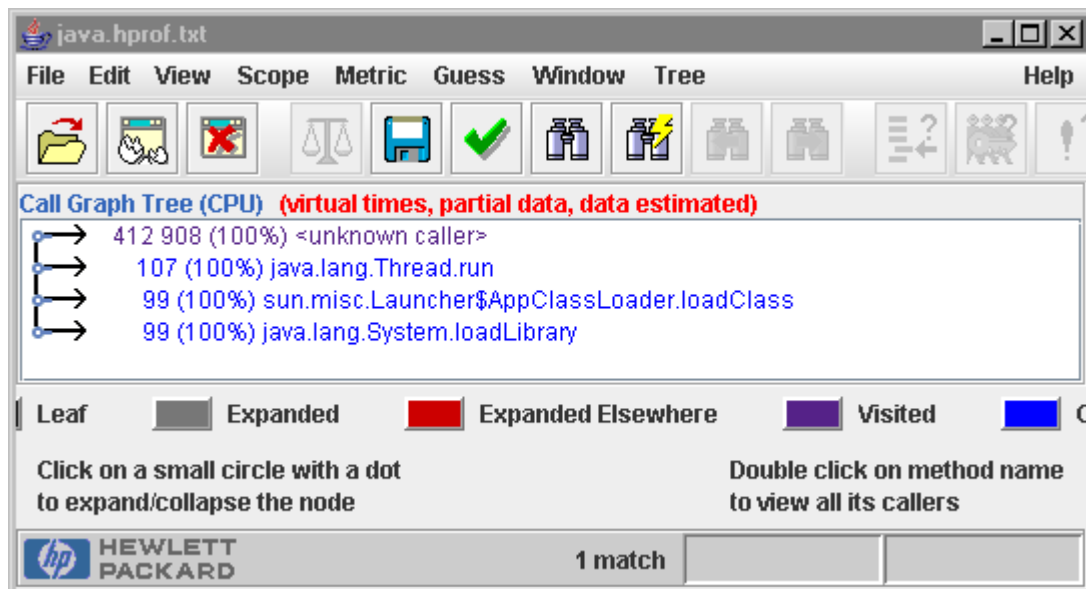 java.hprof.txt
File Edit View Scope Metric Guess Window Tree Help
Call Graph Tree (CPU) (virtual times, partial data, data estimated)
412 908 (100%) <unknown caller>
107 (100%) java.lang.Thread.run
99 (100%) sun.misc.Launcher$AppClassLoader.loadClass
99 (100%) java.lang.System.loadLibrary
Leaf Expanded Expanded Elsewhere Visited
Click on a small circle with a dot
to expand/collapse the node
Double click on method name
to view all its callers
hp HEWLETT
PACKARD
1 match